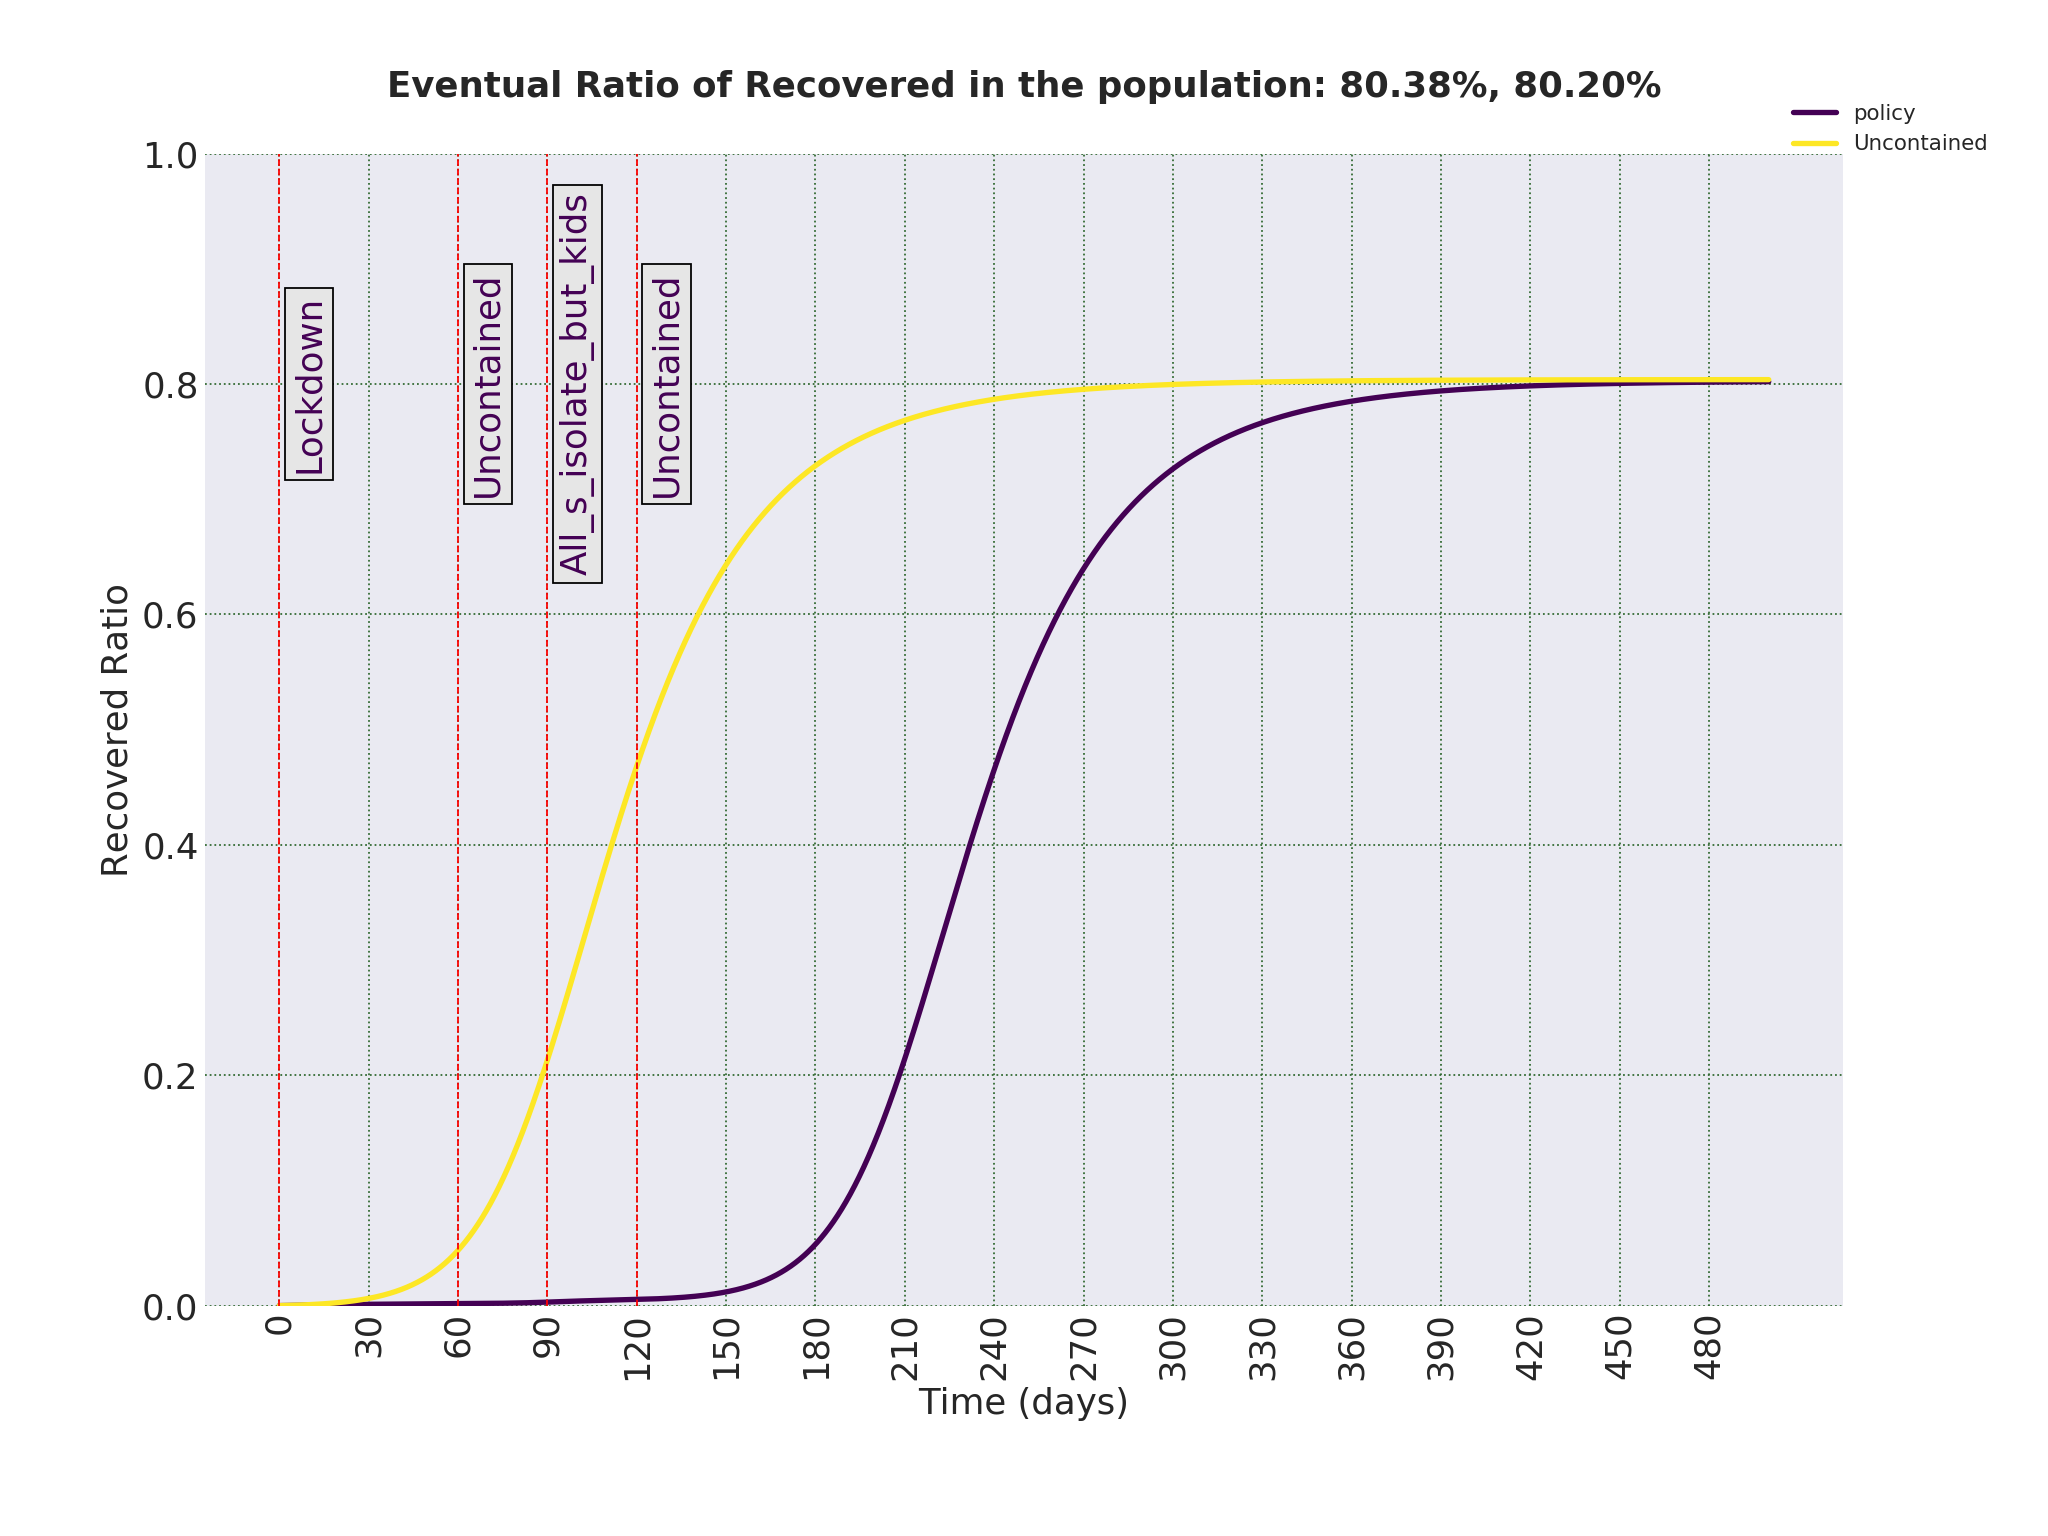 Eventual Ratio of Recovered in the population: 80.38%, 80.20%
policy
Uncontained
1.0
0.8
0.6
0.4
0.2
0.0
Recovered Ratio
Lockdown
Uncontained
All_s_isolate_but_kids
Uncontained
0
30
60
90
120
150
180
210
240
270
300
330
360
390
420
450
480
Time (days)